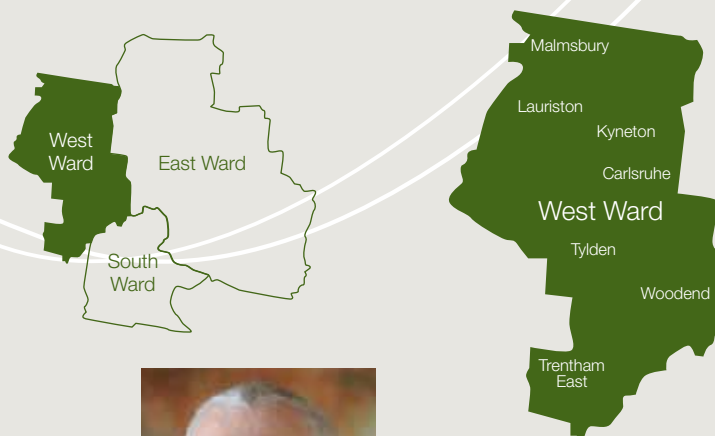 West
Ward
East Ward
South
Ward
Malmsbury
Lauriston
Kyneton
Carlsruhe
West Ward
Tylden
Woodend
Trentham
East